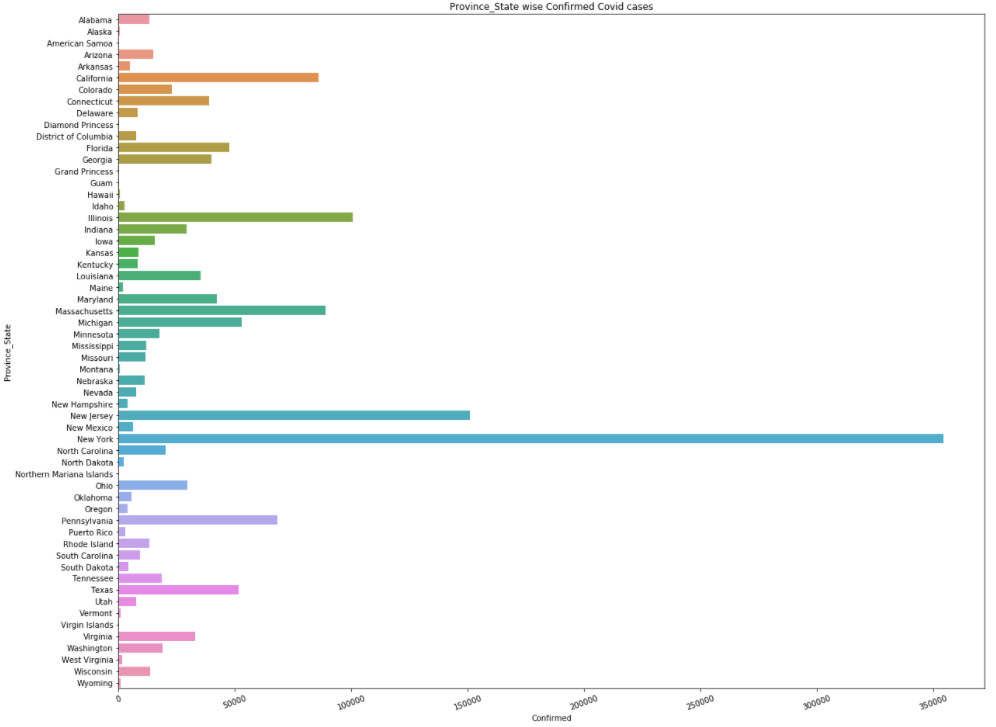 Province_State wise Confirmed Covid cases
Province_State
Alabama
Alaska
American Samoa
Arizona
Arkansas
California
Colorado
Connecticut
Delaware
Diamond Princess
District of Columbia
Florida
Georgia
Grand Princess
Guam
Hawaii
Idaho
Illinois
Indiana
Iowa
Kansas
Kentucky
Louisiana
Maine
Maryland
Massachusetts
Michigan
Minnesota
Mississippi
Missouri
Montana
Nebraska
Nevada
New Hampshire
New Jersey
New Mexico
New York
North Carolina
North Dakota
Northern Mariana Islands
Ohio
Oklahoma
Oregon
Pennsylvania
Puerto Rico
Rhode Island
South Carolina
South Dakota
Tennessee
Texas
Utah
Vermont
Virgin Islands
Virginia
Washington
West Virginia
Wisconsin
Wyoming
0 50000 100000 150000 200000 250000 300000 350000
Confirmed